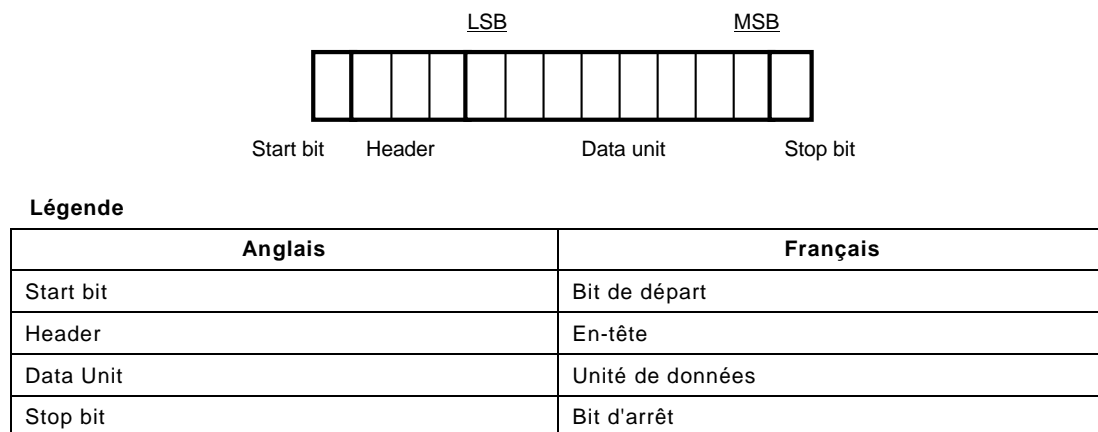 LSB MSB
Start bit Header Data unit Stop bit
Légende
Anglais Français
Start bit Bit de départ
Header En-tête
Data Unit Unité de données
Stop bit Bit d'arrêt